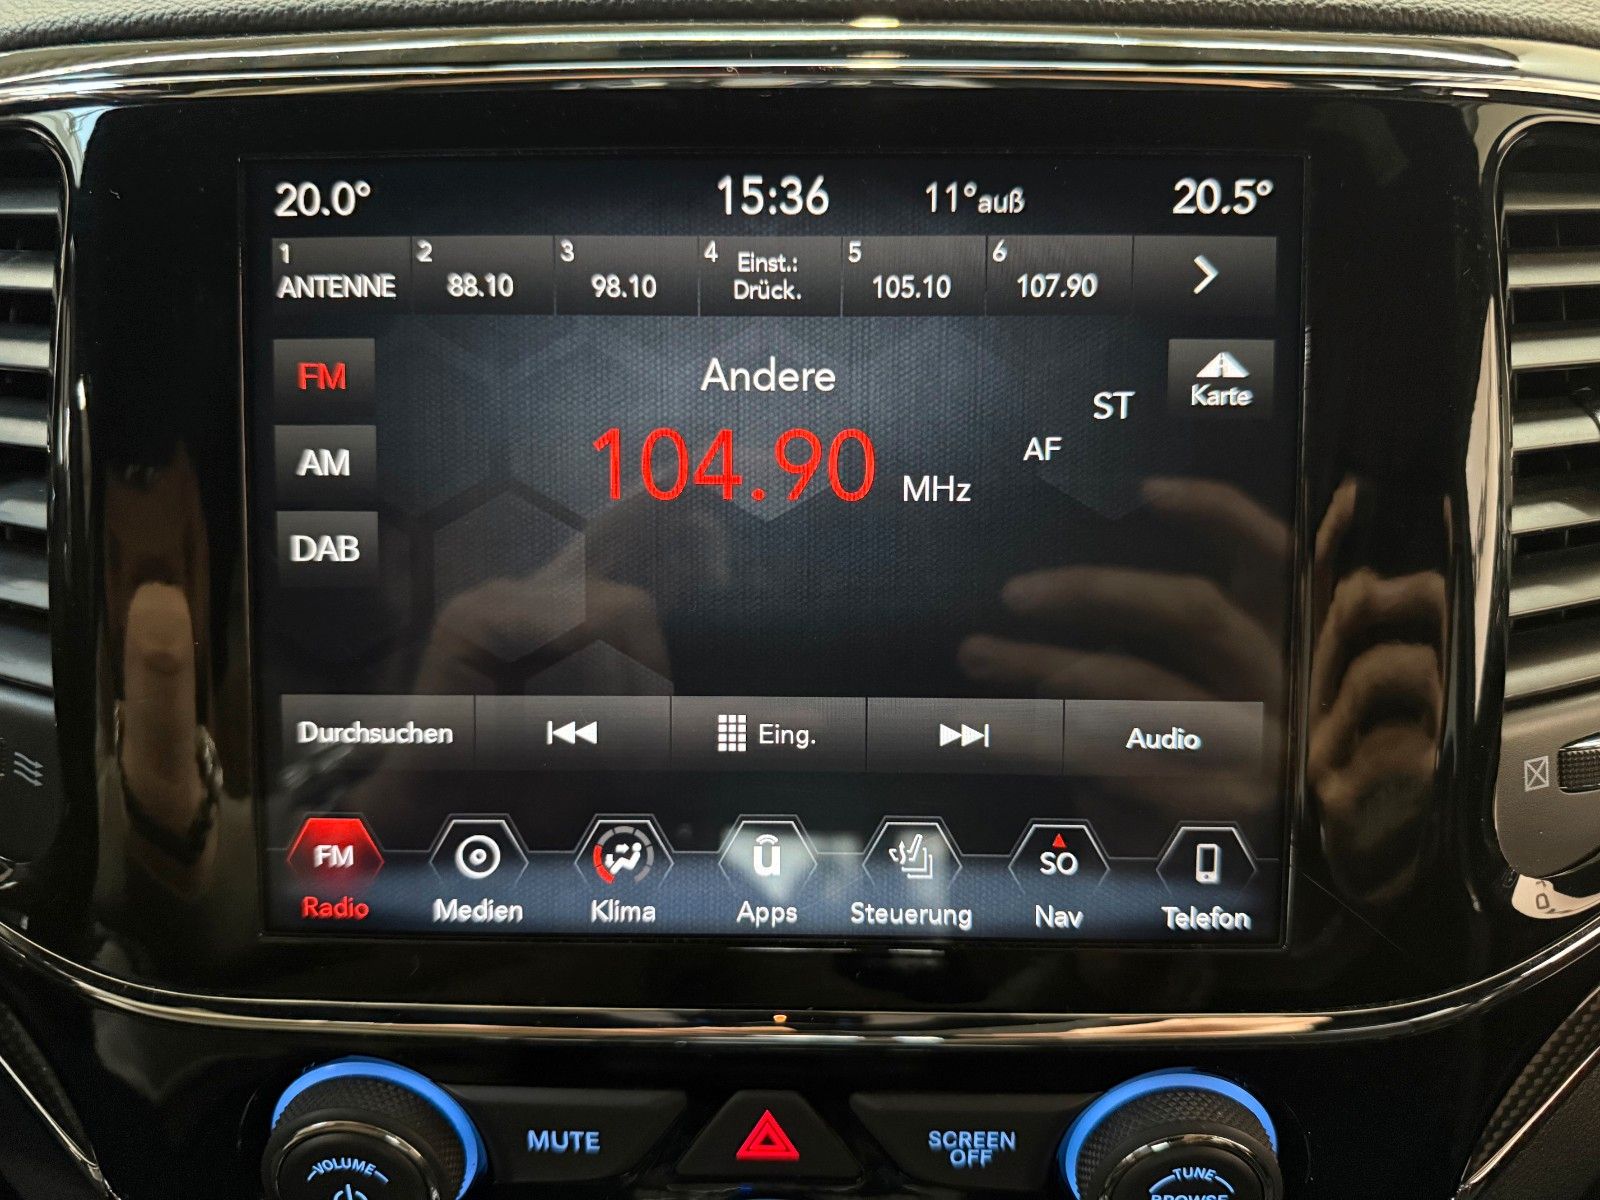 20.0° 15:36 11°auß 20.5°
1 ANTENNE
2 88.10
3 98.10
4 Einst.:
Drück.
5 105.10
6 107.90
FM
Andere
Karte
ST
104.90 MHz
AF
AM
DAB
Durchsuchen Eing. Audio
FM u SO
Radio Medien Klima Apps Steuerung Nav Telefon
MUTE
SCREEN
OFF
VOLUME
TUNE
BROWSE